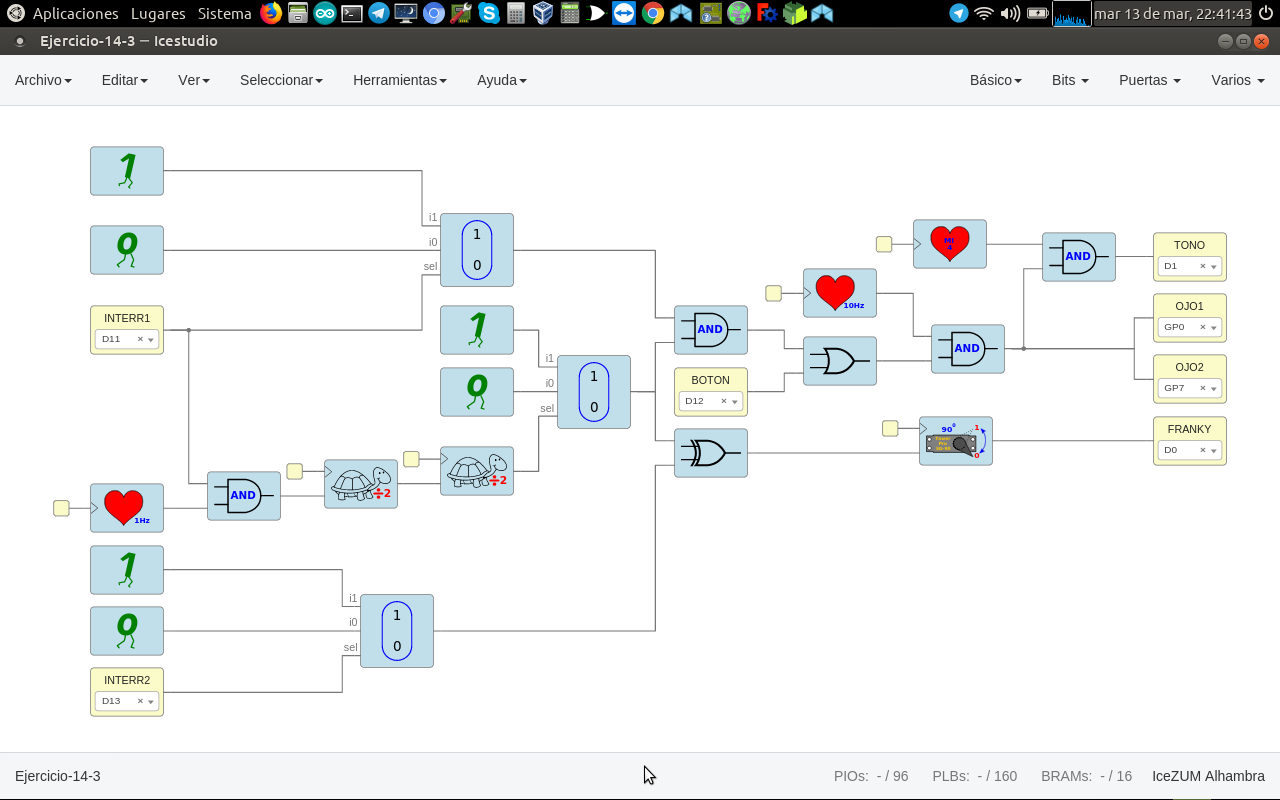 Aplicaciones Lugares Sistema
mar 13 de mar, 22:41:43
Ejercicio-14-3 — Icestudio
Archivo Editar Ver Seleccionar Herramientas Ayuda
Básico Bits Puertas Varios
1
0
INTERR1
D11
i1
i0
sel
1
0
1
0
i1
i0
sel
1
0
1Hz
AND
÷2
÷2
1
0
INTERR2
D13
i1
i0
sel
1
0
AND
BOTON
D12
10Hz
MI
4
AND
AND
90º
1
0
TONO
D1
OJO1
GP0
OJO2
GP7
FRANKY
D0
Ejercicio-14-3
PIOs: - / 96 PLBs: - / 160 BRAMs: - / 16 IceZUM Alhambra